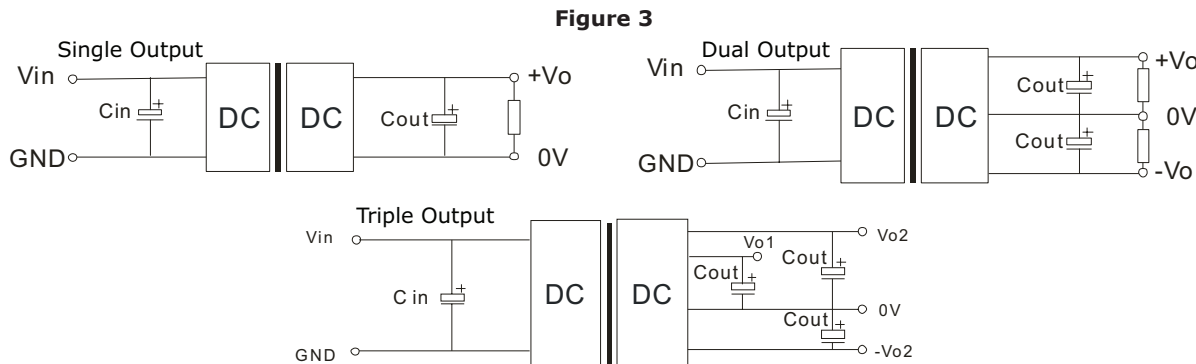 Figure 3
Single Output
Vin
Cin
+
GND
DC
DC
Cout
+
+Vo
0V
Dual Output
Vin
Cin
+
GND
DC
DC
Cout
+
Cout
+
+Vo
0V
-Vo
Triple Output
Vin
C in
+
GND
DC
DC
Vo1
Cout
+
Cout
+
Cout
+
Vo2
0V
-Vo2